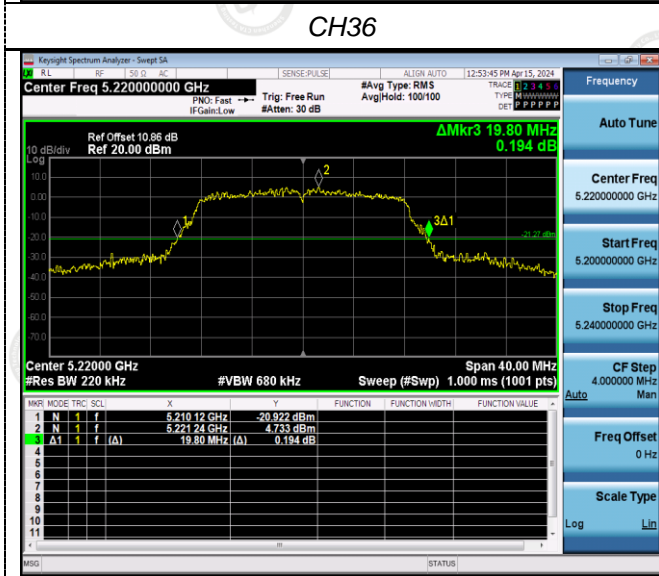 CH36
Keysight Spectrum Analyzer - Swept SA
RL RF 50 Ω AC SENSE:PULSE ALIGN AUTO 12:53:45 PM Apr 15, 2024
Center Freq 5.220000000 GHz #Avg Type: RMS TRACE 1 2 3 4 5 6
PNO: Fast Trig: Free Run Avg|Hold: 100/100 TYPE M WWWWW
IFGain:Low #Atten: 30 dB DET P P P P P P
Frequency
Auto Tune
Center Freq
5.220000000 GHz
Start Freq
5.200000000 GHz
Stop Freq
5.240000000 GHz
CF Step
4.000000 MHz
Auto Man
Freq Offset
0 Hz
Scale Type
Log Lin
ΔMkr3 19.80 MHz
0.194 dB
Ref Offset 10.86 dB
10 dB/div Ref 20.00 dBm
Log
10.0
0.00
-10.0
-20.0
-30.0
-40.0
-50.0
-60.0
-70.0
1
2
3Δ1
-21.27 dBm
Center 5.22000 GHz Span 40.00 MHz
#Res BW 220 kHz #VBW 680 kHz Sweep (#Swp) 1.000 ms (1001 pts)
MKR MODE TRC SCL X Y FUNCTION FUNCTION WIDTH FUNCTION VALUE
1 N 1 f 5.210 12 GHz -20.922 dBm
2 N 1 f 5.221 24 GHz 4.733 dBm
3 Δ1 1 f (Δ) 19.80 MHz (Δ) 0.194 dB
4
5
6
7
8
9
10
11
MSG STATUS